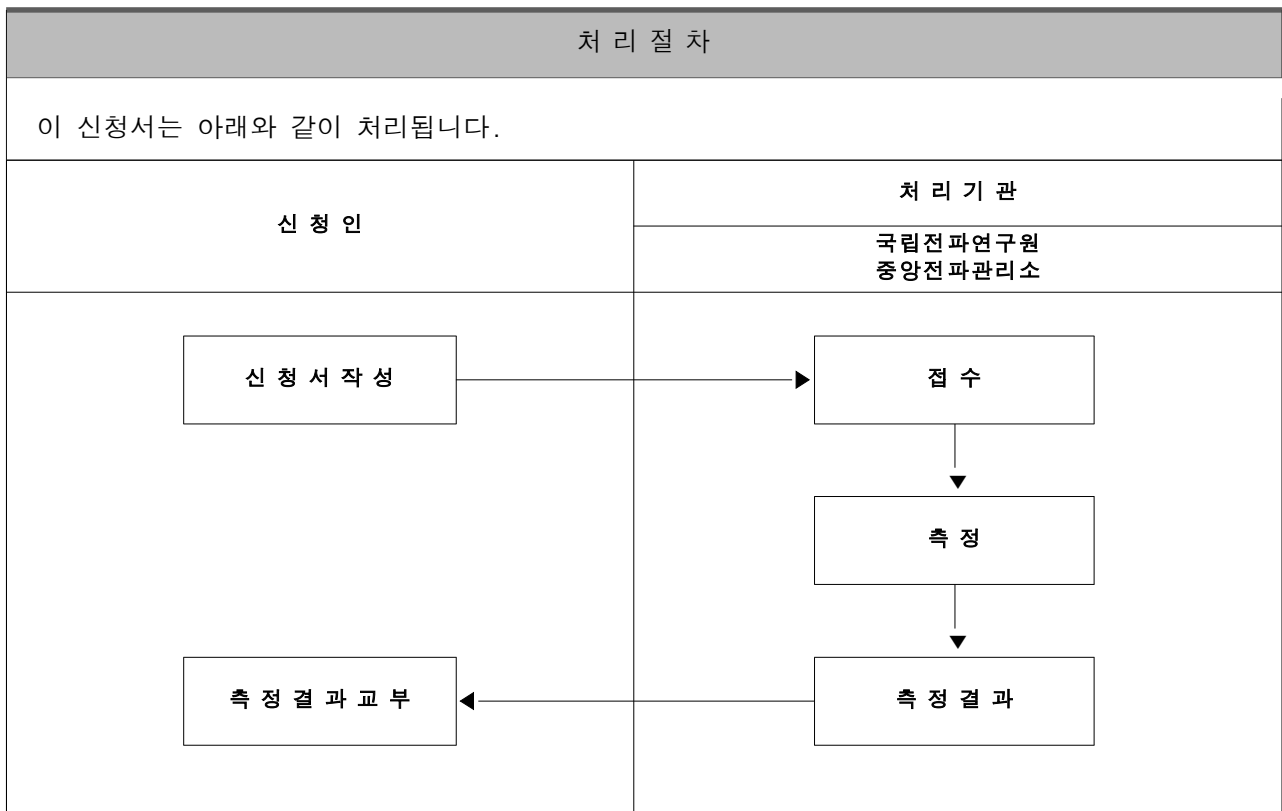 처 리 절 차
이 신청서는 아래와 같이 처리됩니다.
신 청 인
처 리 기 관
국립전파연구원
중앙전파관리소
신 청 서 작 성
접 수
측 정
측 정 결 과 교 부
측 정 결 과